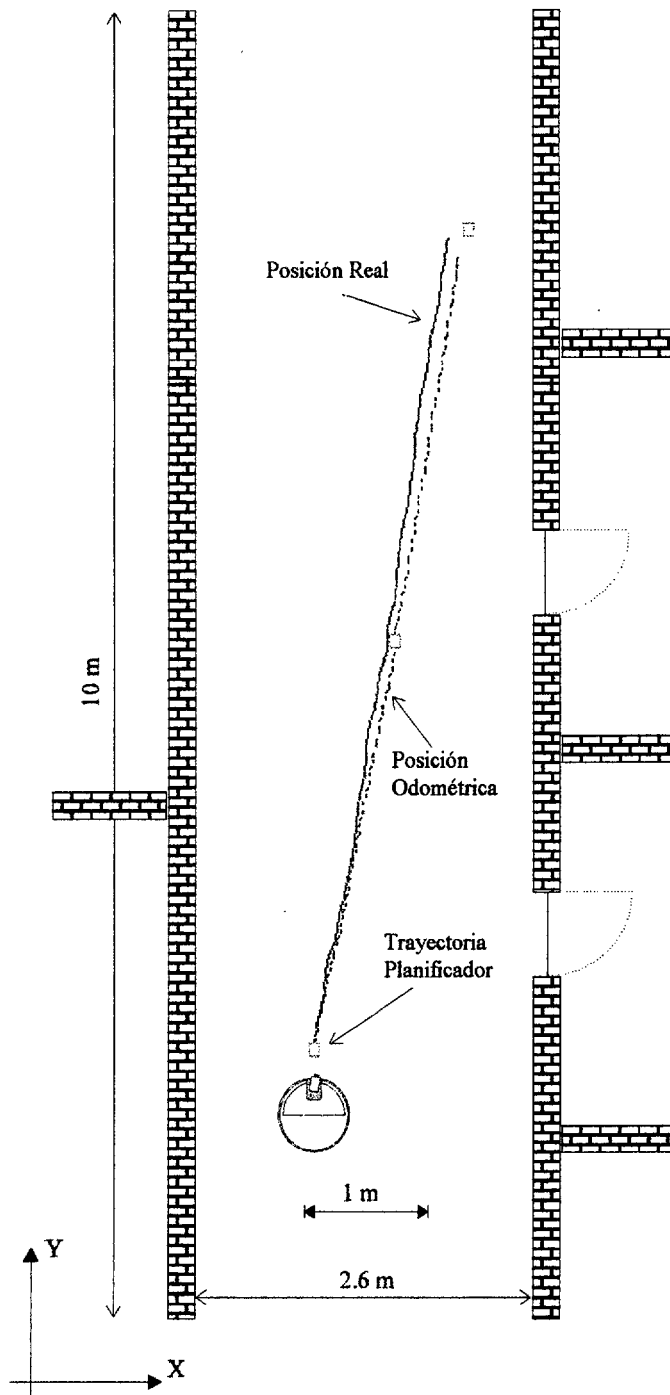 Posición Real
10 m
Posición
Odométrica
Trayectoria
Planificador
1 m
Y
2.6 m
X